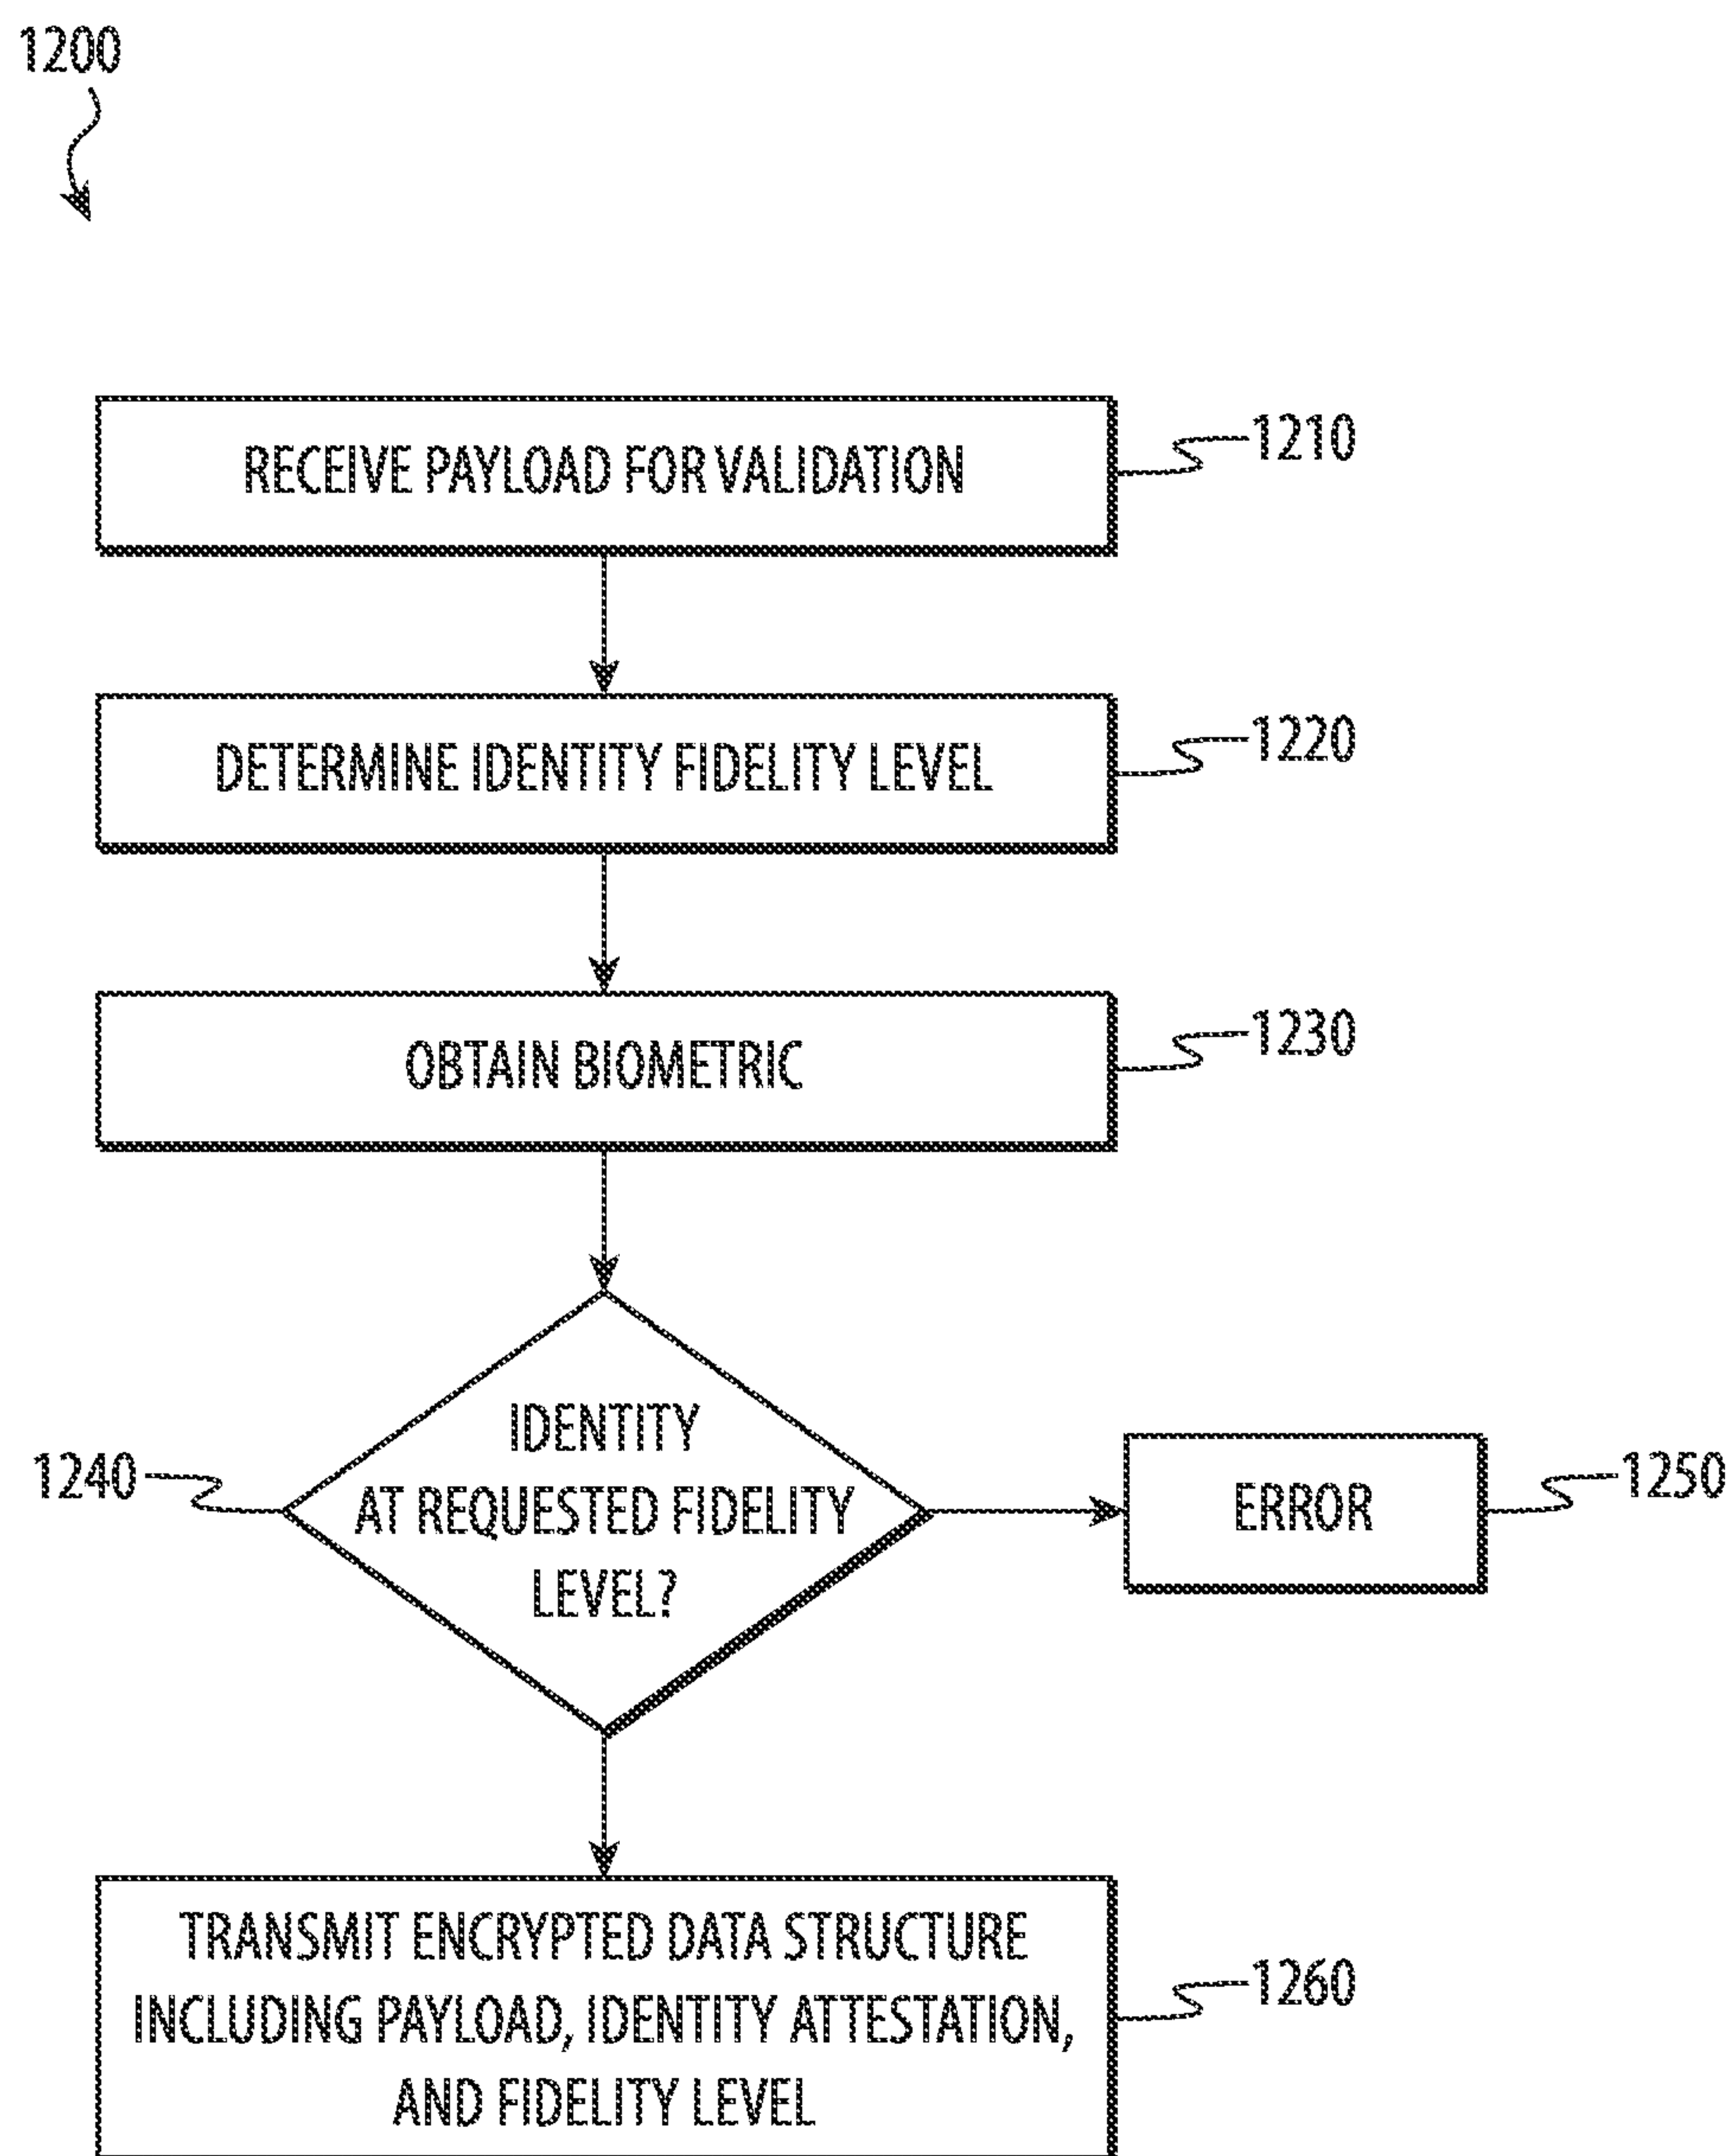 1200
RECEIVE PAYLOAD FOR VALIDATION
1210
DETERMINE IDENTITY FIDELITY LEVEL
1220
OBTAIN BIOMETRIC
1230
IDENTITY
AT REQUESTED FIDELITY
LEVEL?
1240
ERROR
1250
TRANSMIT ENCRYPTED DATA STRUCTURE
INCLUDING PAYLOAD, IDENTITY ATTESTATION,
AND FIDELITY LEVEL
1260